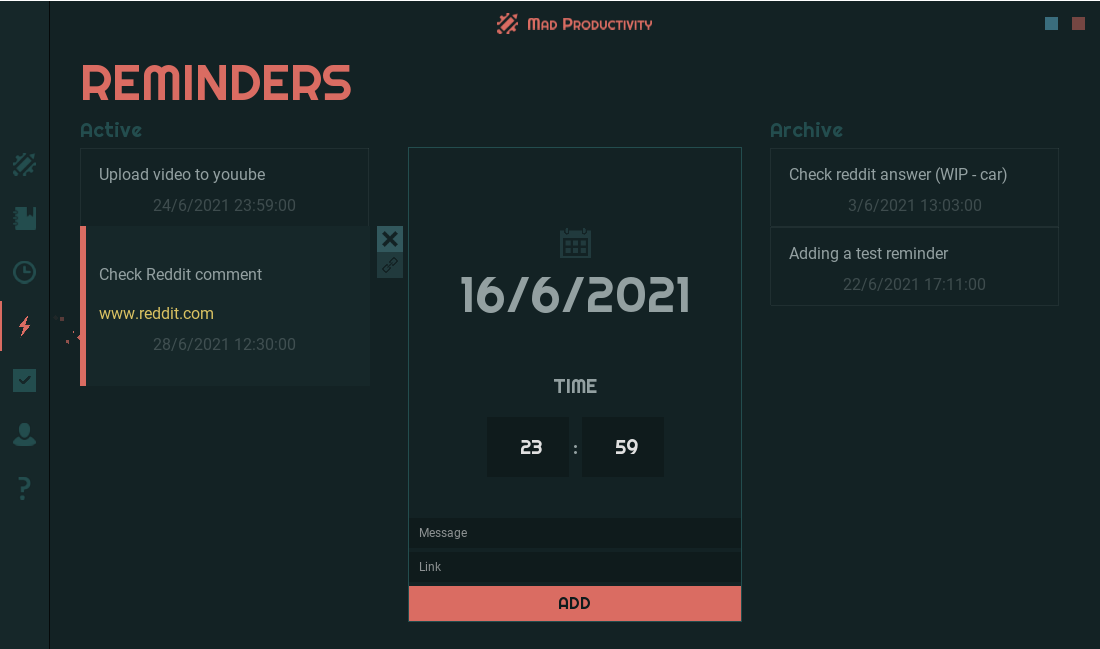 Mad Productivity
REMINDERS
Active
Upload video to youube
24/6/2021 23:59:00
Check Reddit comment
www.reddit.com
28/6/2021 12:30:00
16/6/2021
TIME
23 : 59
Message
Link
ADD
Archive
Check reddit answer (WIP - car)
3/6/2021 13:03:00
Adding a test reminder
22/6/2021 17:11:00